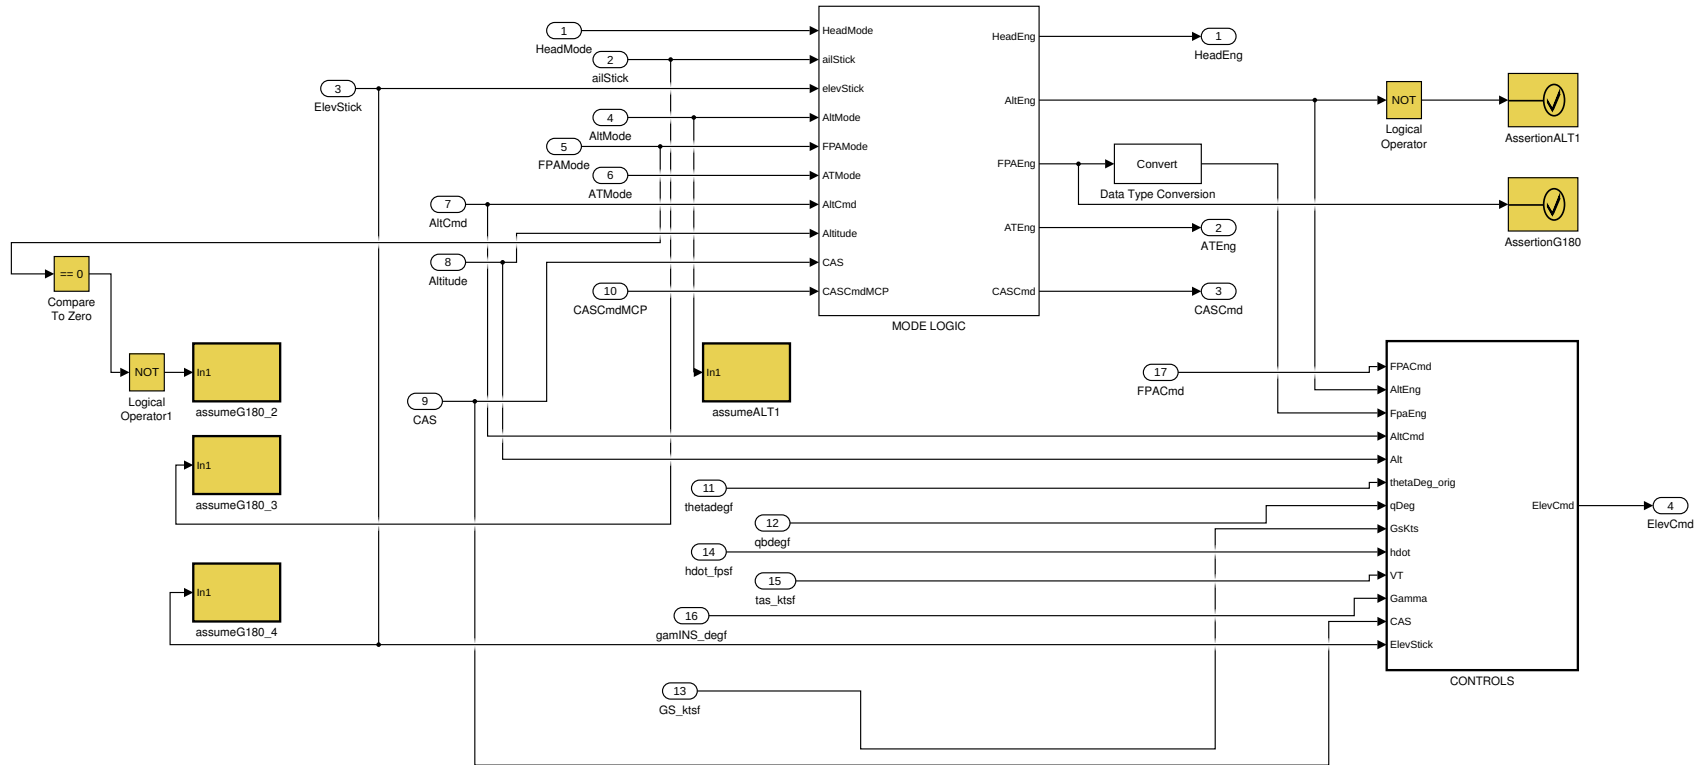 1
HeadMode
2
ailStick
3
ElevStick
4
AltMode
5
FPAMode
6
ATMode
7
AltCmd
8
Altitude
10
CASCmdMCP
HeadMode
ailStick
elevStick
AltMode
FPAMode
ATMode
AltCmd
Altitude
CAS
CASCmdMCP
HeadEng
AltEng
FPAEng
ATEng
CASCmd
MODE LOGIC
1
HeadEng
NOT
Logical
Operator
AssertionALT1
Convert
Data Type Conversion
AssertionG180
2
ATEng
3
CASCmd
== 0
Compare
To Zero
NOT
Logical
Operator1
In1
assumeG180_2
In1
assumeG180_3
In1
assumeG180_4
9
CAS
In1
assumeALT1
17
FPACmd
11
thetadegf
12
qbdegf
14
hdot_fpsf
15
tas_ktsf
16
gamINS_degf
13
GS_ktsf
FPACmd
AltEng
FpaEng
AltCmd
Alt
thetaDeg_orig
qDeg
GsKts
hdot
VT
Gamma
CAS
ElevStick
ElevCmd
CONTROLS
4
ElevCmd